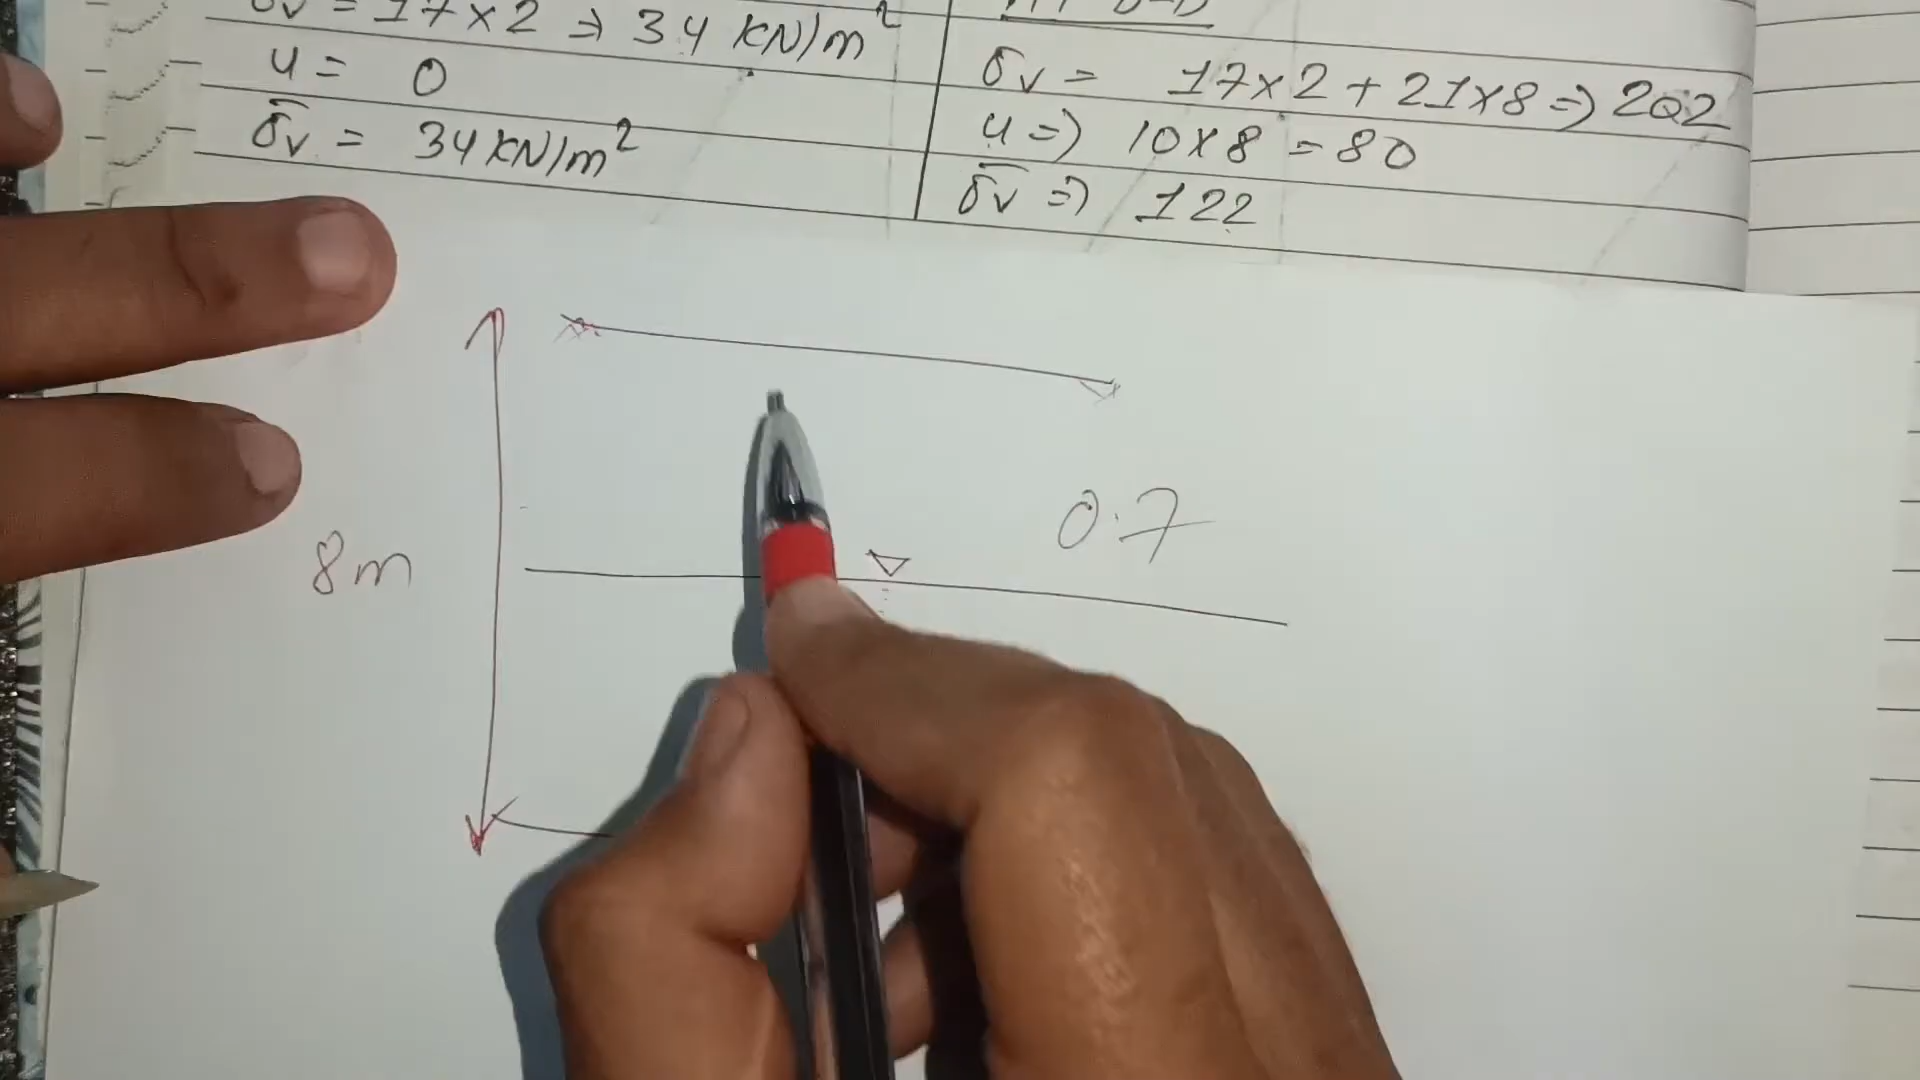 σv = 17×2 ⇒ 34 KN/m²
u = 0
σ̄v = 34 KN/m²
σv = 17×2 + 21×8 ⇒ 202
u ⇒ 10×8 = 80
σ̄v ⇒ 122
0.7
8m